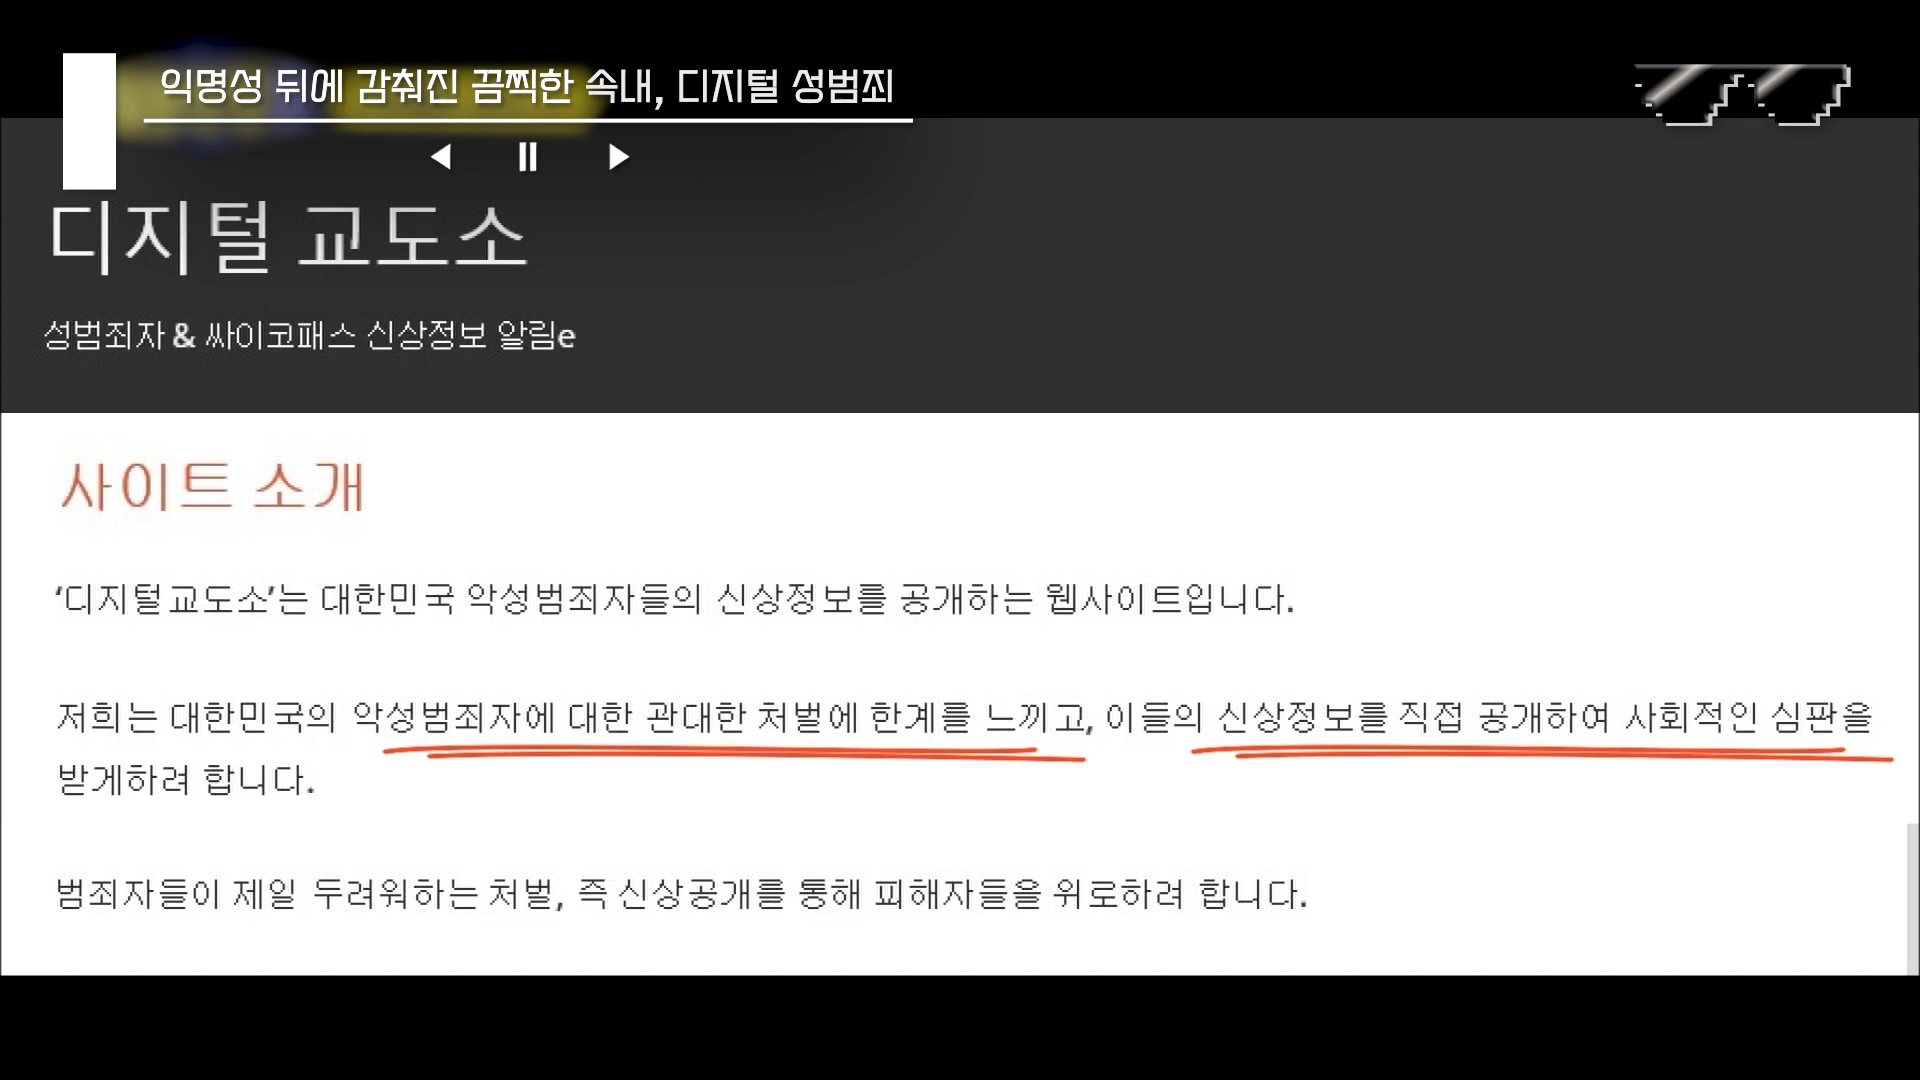 익명성 뒤에 감춰진 끔찍한 속내, 디지털 성범죄
디지털 교도소
성범죄자 & 싸이코패스 신상정보 알림e
사이트 소개
‘디지털교도소’는 대한민국 악성범죄자들의 신상정보를 공개하는 웹사이트입니다.
저희는 대한민국의 악성범죄자에 대한 관대한 처벌에 한계를 느끼고, 이들의 신상정보를 직접 공개하여 사회적인 심판을
받게하려 합니다.
범죄자들이 제일 두려워하는 처벌, 즉 신상공개를 통해 피해자들을 위로하려 합니다.